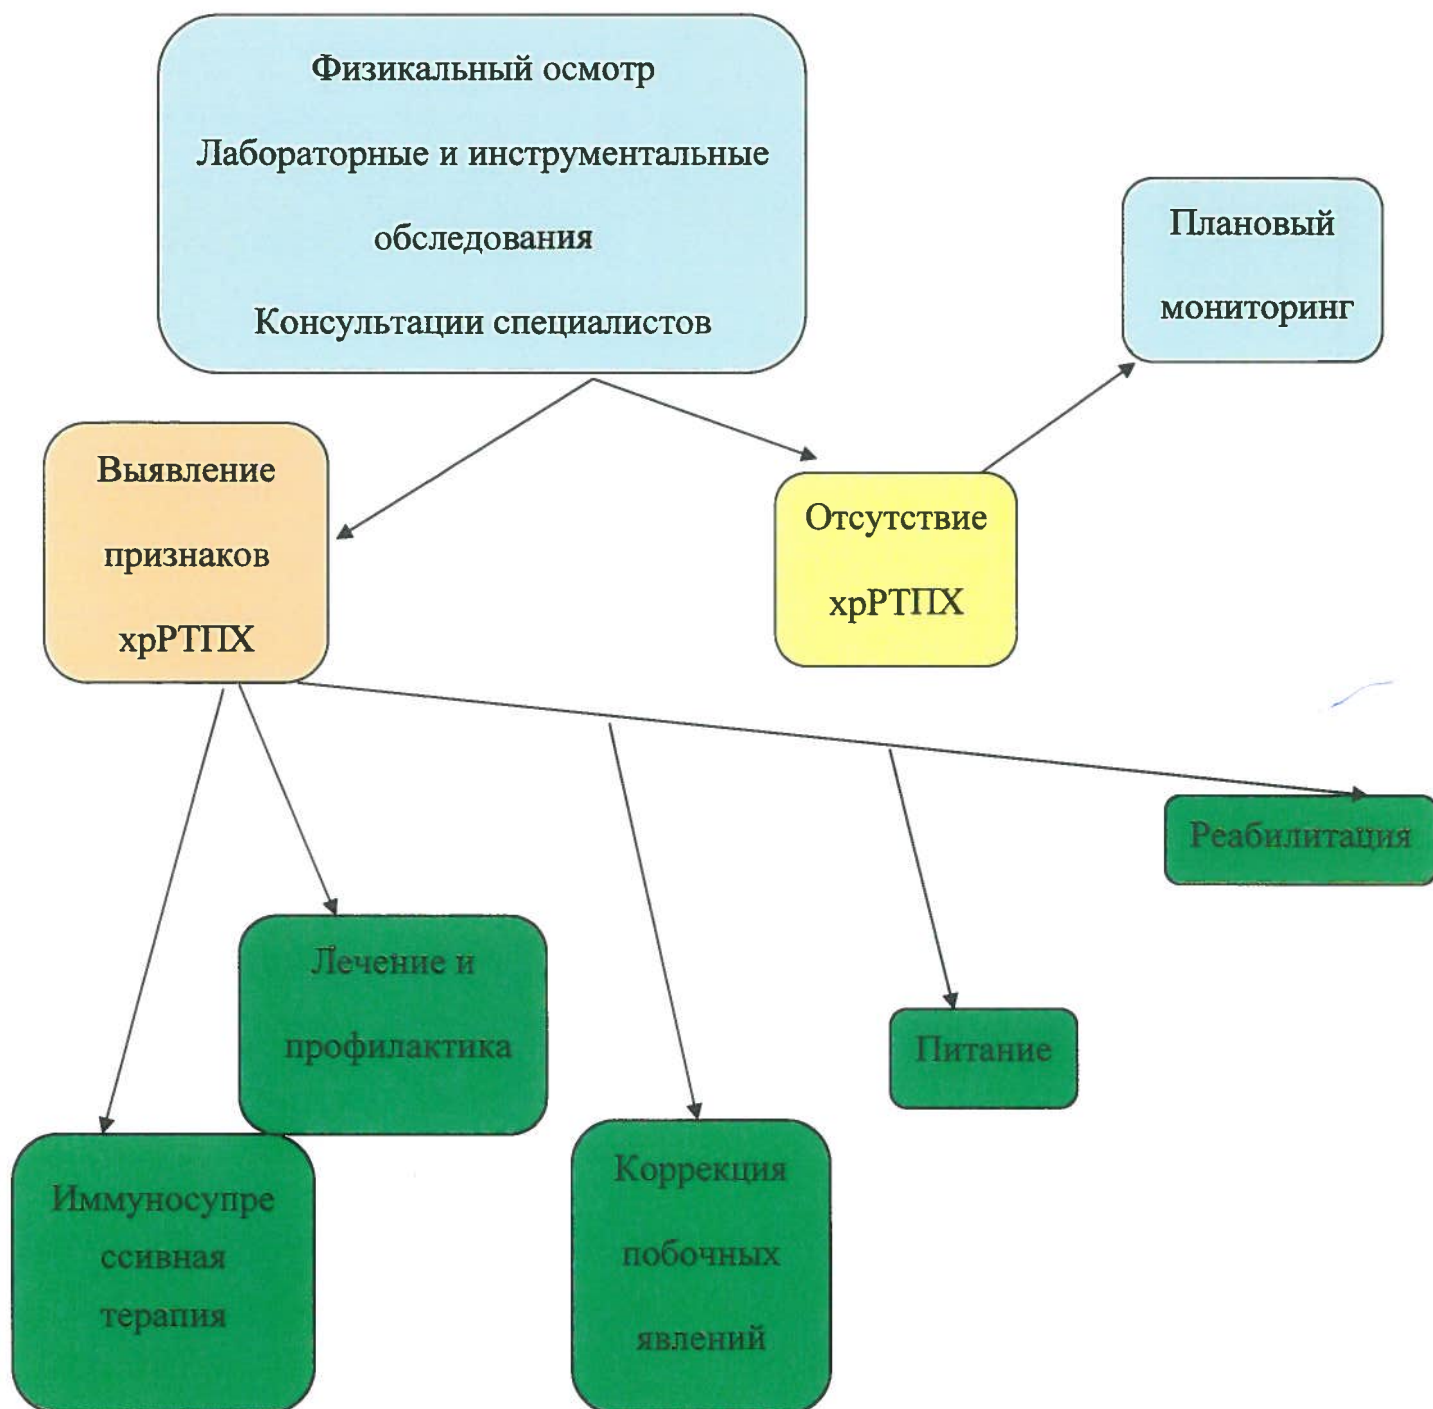 Физикальный осмотр
Лабораторные и инструментальные
обследования
Консультации специалистов
Плановый
мониторинг
Выявление
признаков
хрРТПХ
Отсутствие
хрРТПХ
Реабилитация
Лечение и
профилактика
Питание
Иммуносупре
ссивная
терапия
Коррекция
побочных
явлений